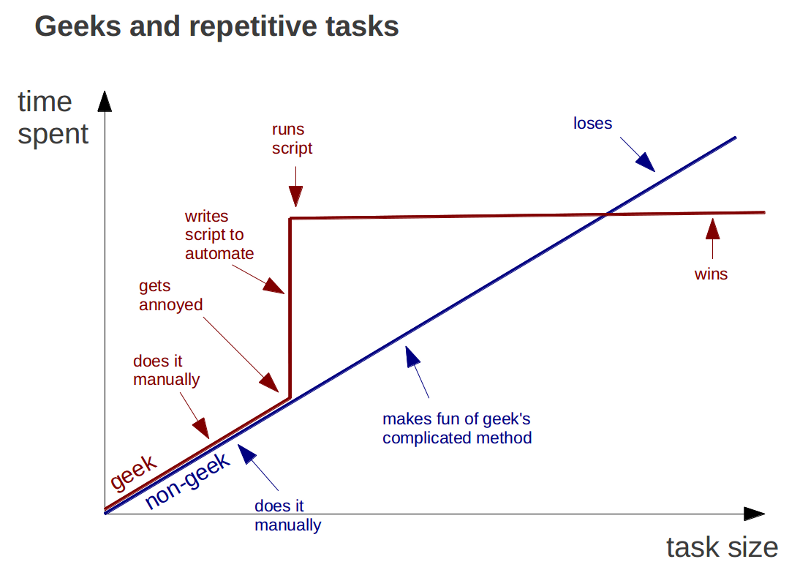 Geeks and repetitive tasks
time
spent
runs
script
loses
writes
script to
automate
gets
annoyed
wins
does it
manually
makes fun of geek's
complicated method
geek
non-geek
does it
manually
task size